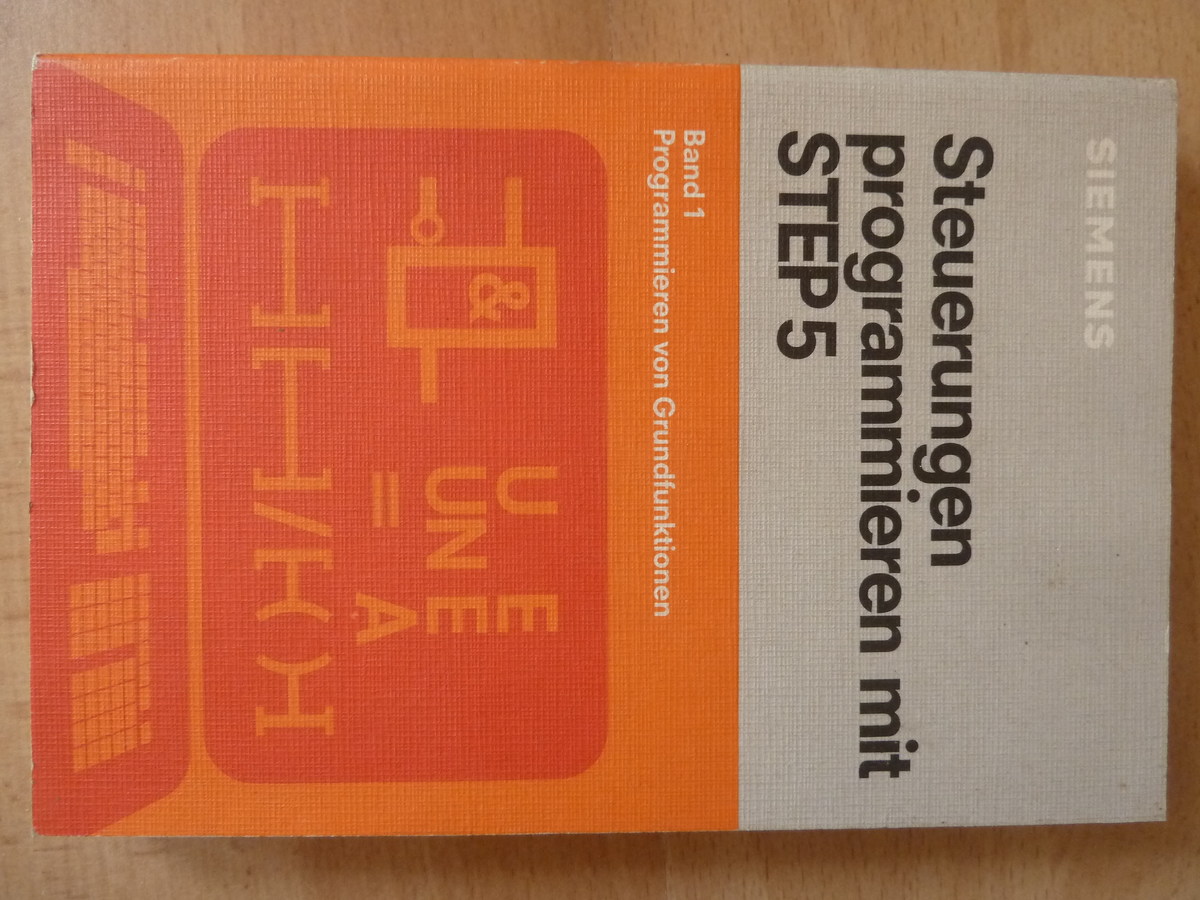 SIEMENS
Steuerungen
programmieren mit
STEP 5
Band 1
Programmieren von Grundfunktionen
&
U E
UN E
= A